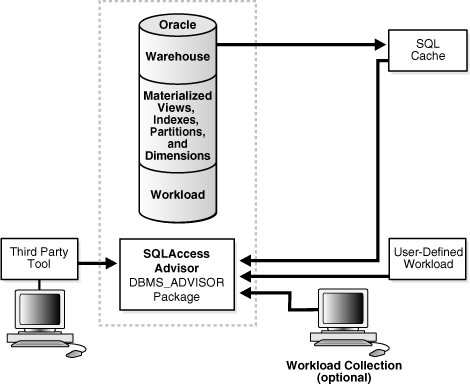 Oracle
Warehouse
Materialized
Views,
Indexes,
Partitions,
and
Dimensions
Workload
SQL
Cache
Third Party
Tool
SQLAccess
Advisor
DBMS_ADVISOR
Package
User-Defined
Workload
Workload Collection
(optional)